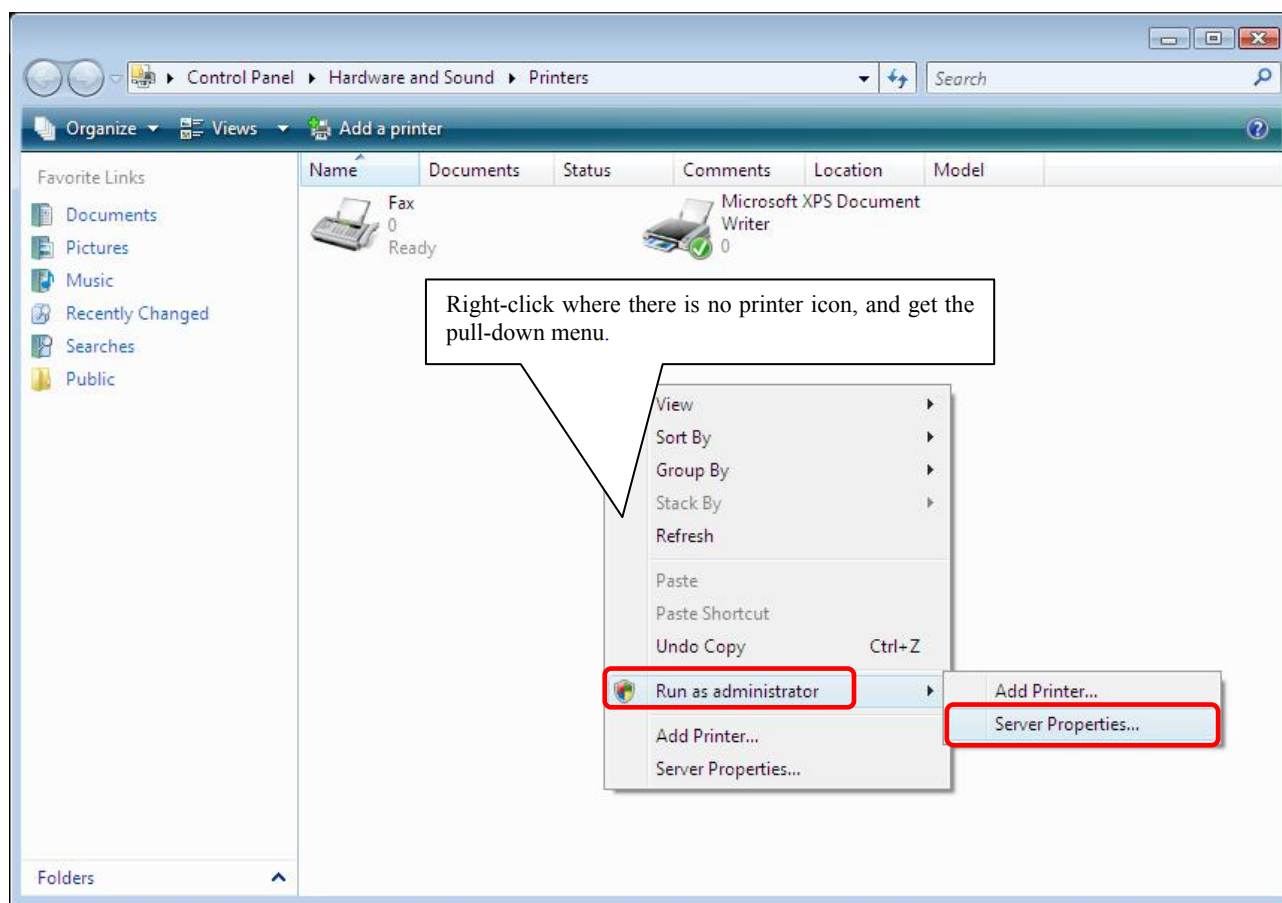 Control Panel ▸ Hardware and Sound ▸ Printers
Search
Organize
Views
Add a printer
Favorite Links
Documents
Pictures
Music
Recently Changed
Searches
Public
Folders
Name Documents Status Comments Location Model
Fax
0
Ready
Microsoft XPS Document
Writer
0
Right-click where there is no printer icon, and get the
pull-down menu.
View
Sort By
Group By
Stack By
Refresh
Paste
Paste Shortcut
Undo Copy Ctrl+Z
Run as administrator
Add Printer...
Server Properties...
Add Printer...
Server Properties...